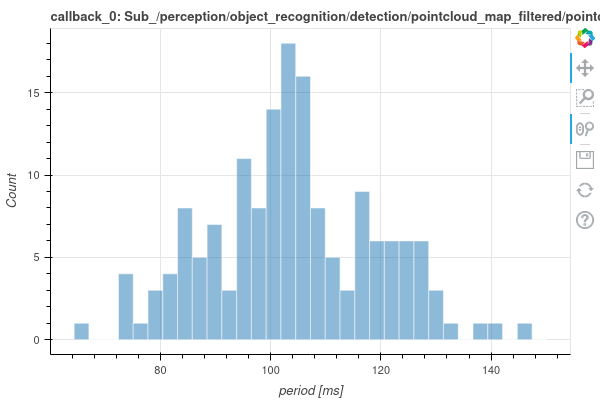 callback_0: Sub_/perception/object_recognition/detection/pointcloud_map_filtered/pointc
15
10
5
0
Count
80
100
120
140
period [ms]